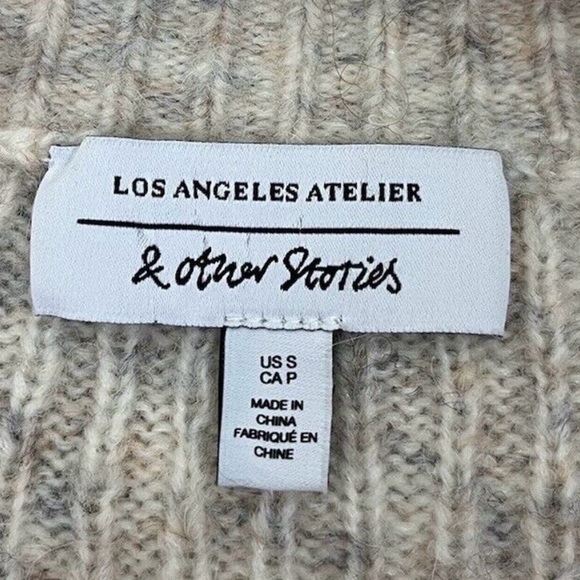 LOS ANGELES ATELIER
& other Stories
US S
CA P
MADE IN
CHINA
FABRIQUÉ EN
CHINE